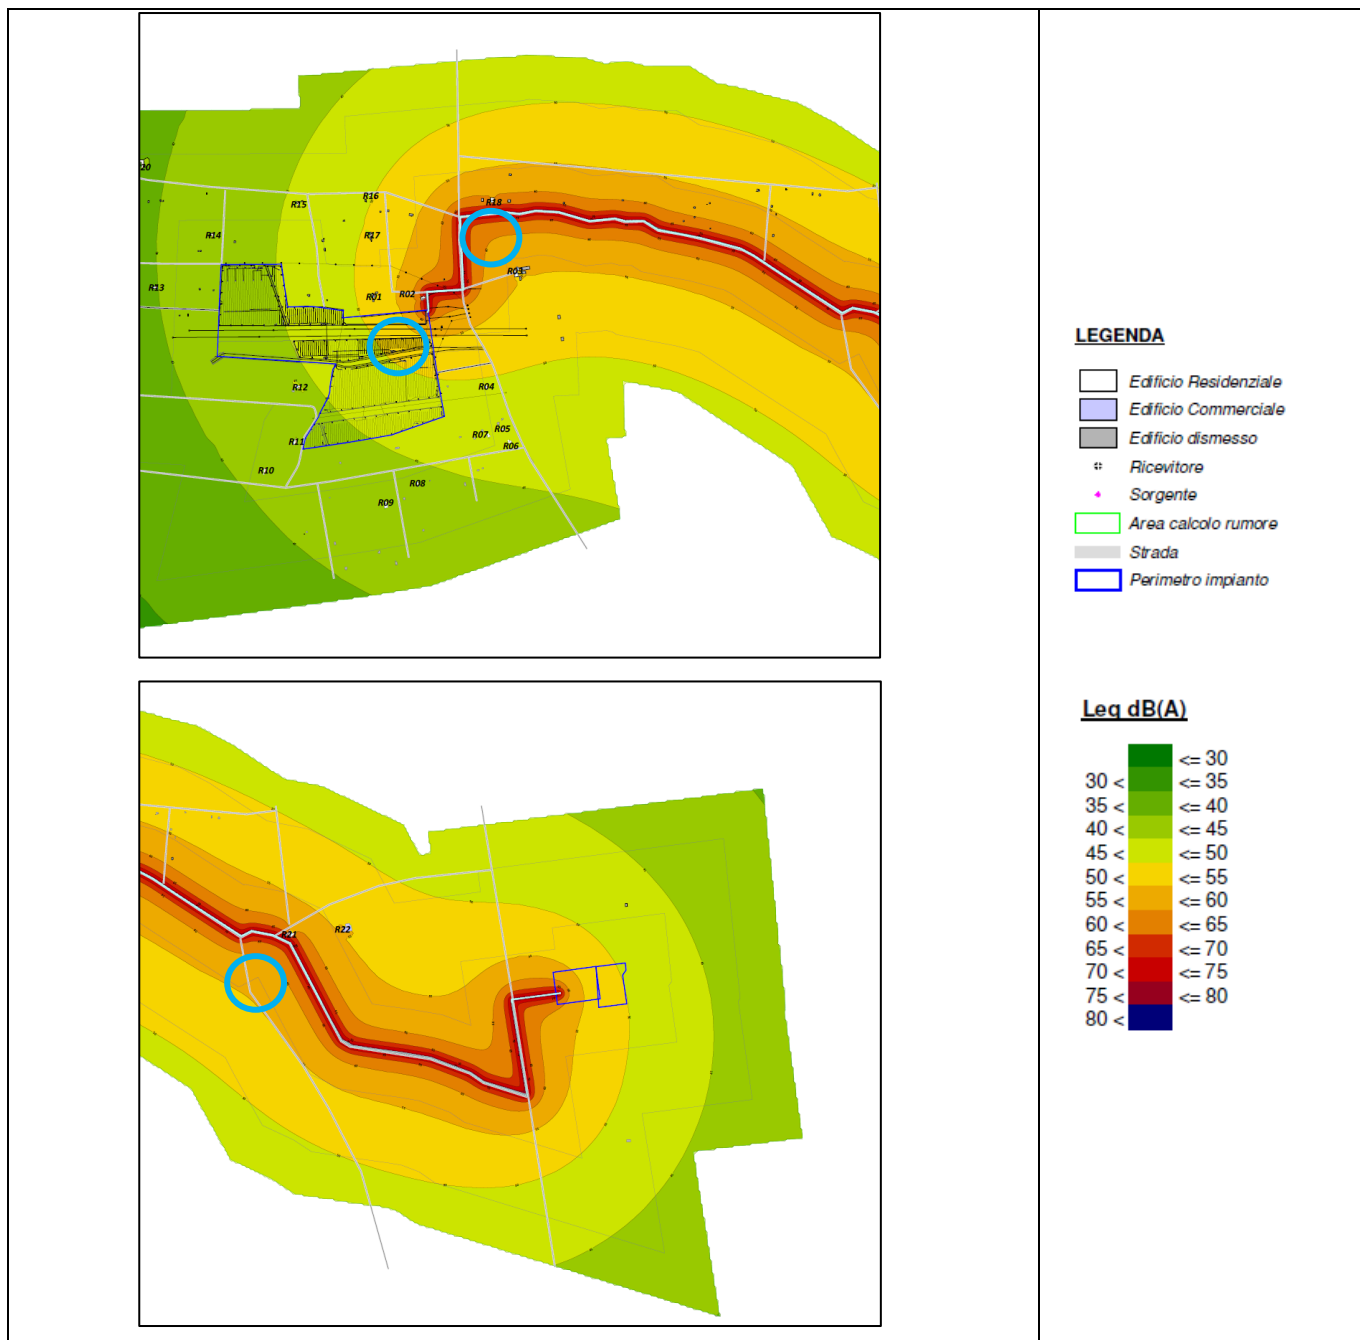 20
R16
R15
R18
R14
R17
R03
R13
R01
R02
R12
R04
R05
R07
R11
R06
R10
R08
R09
R22
R21
LEGENDA
Edificio Residenziale
Edificio Commerciale
Edificio dismesso
Ricevitore
Sorgente
Area calcolo rumore
Strada
Perimetro impianto
Leq dB(A)
<= 30
30 < <= 35
35 < <= 40
40 < <= 45
45 < <= 50
50 < <= 55
55 < <= 60
60 < <= 65
65 < <= 70
70 < <= 75
75 < <= 80
80 <